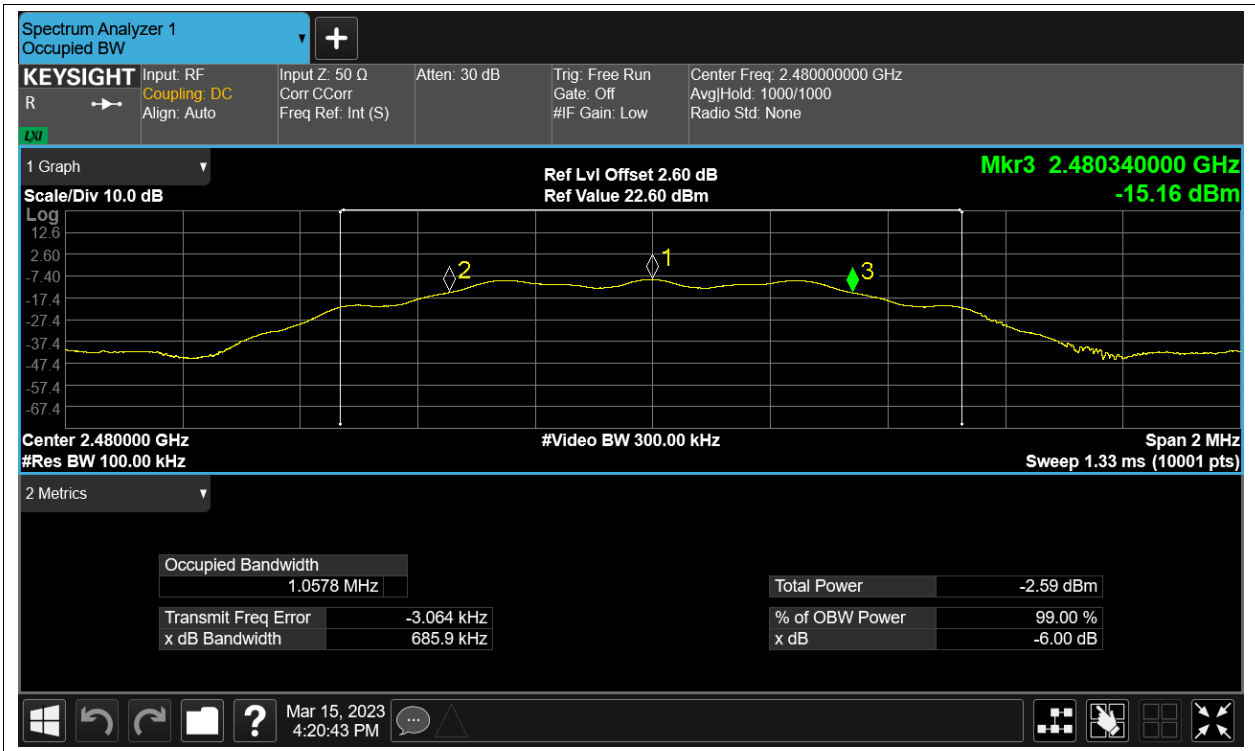 Spectrum Analyzer 1
Occupied BW
KEYSIGHT
R
LXI
Input: RF
Coupling: DC
Align: Auto
Input Z: 50 Ω
Corr CCorr
Freq Ref: Int (S)
Atten: 30 dB
Trig: Free Run
Gate: Off
#IF Gain: Low
Center Freq: 2.480000000 GHz
Avg|Hold: 1000/1000
Radio Std: None
1 Graph
Scale/Div 10.0 dB
Ref Lvl Offset 2.60 dB
Ref Value 22.60 dBm
Mkr3 2.480340000 GHz
-15.16 dBm
Log
12.6
2.60
-7.40
-17.4
-27.4
-37.4
-47.4
-57.4
-67.4
2
1
3
Center 2.480000 GHz
#Video BW 300.00 kHz
Span 2 MHz
#Res BW 100.00 kHz
Sweep 1.33 ms (10001 pts)
2 Metrics
Occupied Bandwidth
1.0578 MHz
Transmit Freq Error -3.064 kHz
x dB Bandwidth 685.9 kHz
Total Power -2.59 dBm
% of OBW Power 99.00 %
x dB -6.00 dB
?
Mar 15, 2023
4:20:43 PM